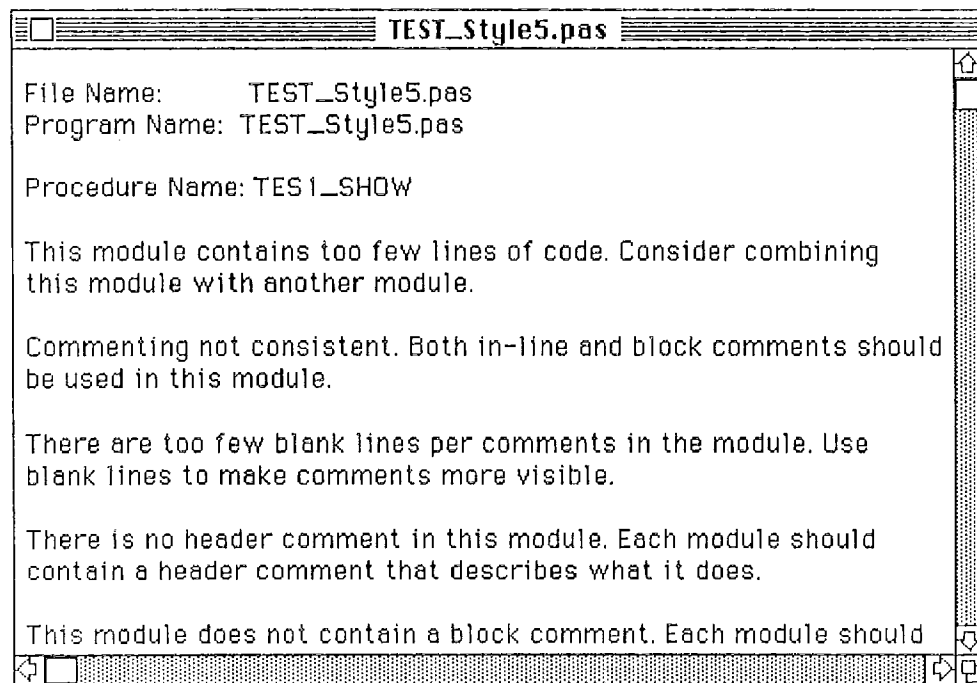 TEST_Style5.pas
File Name: TEST_Style5.pas
Program Name: TEST_Style5.pas
Procedure Name: TES1_SHOW
This module contains too few lines of code. Consider combining
this module with another module.
Commenting not consistent. Both in-line and block comments should
be used in this module.
There are too few blank lines per comments in the module. Use
blank lines to make comments more visible.
There is no header comment in this module. Each module should
contain a header comment that describes what it does.
This module does not contain a block comment. Each module should